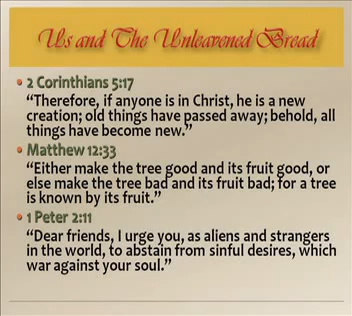 Us and The Unleavened Bread
• 2 Corinthians 5:17
“Therefore, if anyone is in Christ, he is a new
creation; old things have passed away; behold, all
things have become new.”
• Matthew 12:33
“Either make the tree good and its fruit good, or
else make the tree bad and its fruit bad; for a tree
is known by its fruit.”
• 1 Peter 2:11
“Dear friends, I urge you, as aliens and strangers
in the world, to abstain from sinful desires, which
war against your soul.”